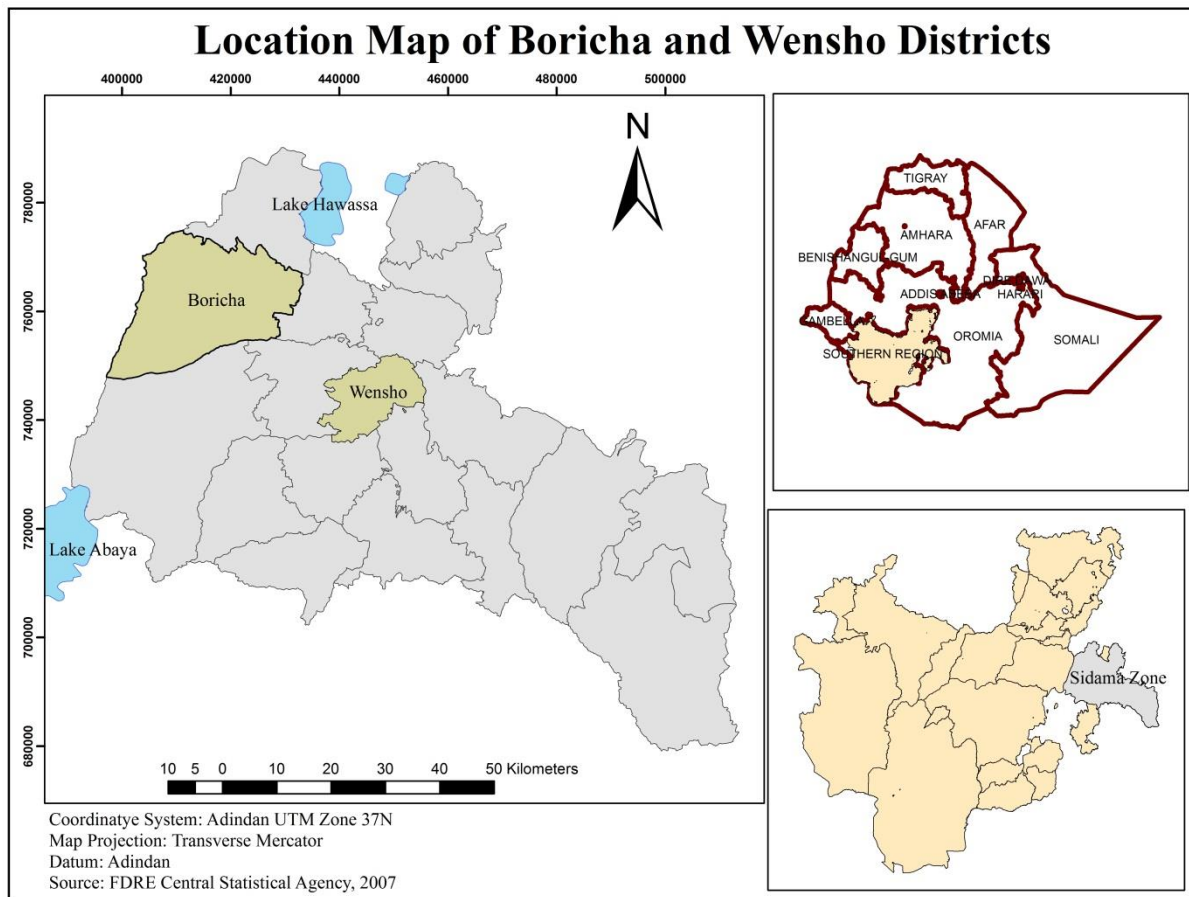 Location Map of Boricha and Wensho Districts
400000 420000 440000 460000 480000 500000
780000
760000
740000
720000
700000
680000
N
Lake Hawassa
Boricha
Wensho
Lake Abaya
10 5 0 10 20 30 40 50 Kilometers
Coordinatye System: Adindan UTM Zone 37N
Map Projection: Transverse Mercator
Datum: Adindan
Source: FDRE Central Statistical Agency, 2007
TIGRAY
AFAR
AMHARA
BENISHANGUL-GUM
HARARI
OROMIA
SOMALI
SOUTHERN REGION
Sidama Zone